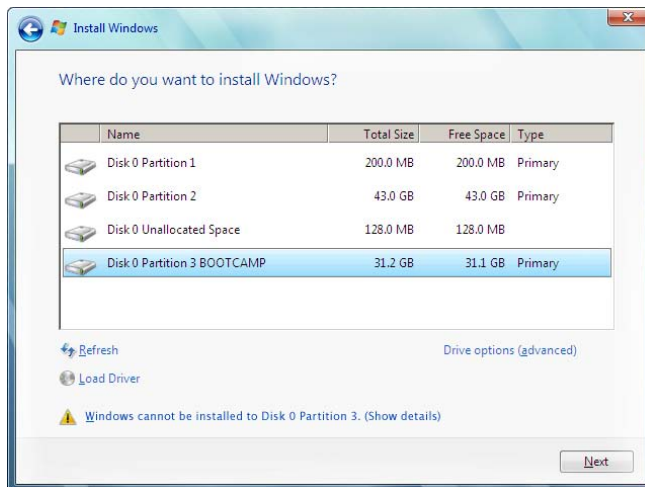 Install Windows
Where do you want to install Windows?
Name Total Size Free Space Type
Disk 0 Partition 1 200.0 MB 200.0 MB Primary
Disk 0 Partition 2 43.0 GB 43.0 GB Primary
Disk 0 Unallocated Space 128.0 MB 128.0 MB
Disk 0 Partition 3 BOOTCAMP 31.2 GB 31.1 GB Primary
Refresh Drive options (advanced)
Load Driver
Windows cannot be installed to Disk 0 Partition 3. (Show details)
Next